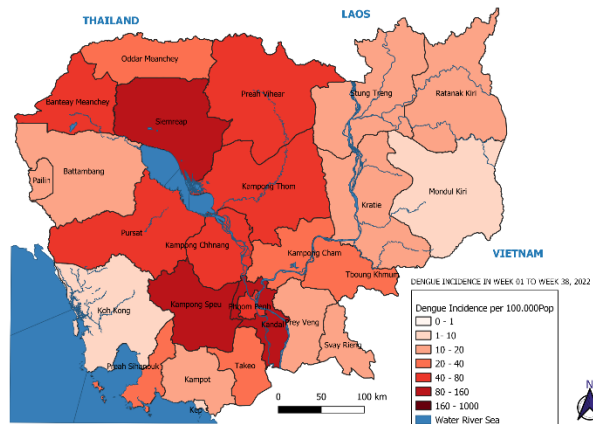 THAILAND
LAOS
Oddar Meanchey
Banteay Meanchey
Preah Vihear
Stung Treng
Ratanak Kiri
Siemreap
Battambang
Pailin
Kampong Thom
Mondul Kiri
Kratie
Pursat
Kampong Chhnang
Kampong Cham
VIETNAM
Tboung Khmum
DENGUE INCIDENCE IN WEEK 01 TO WEEK 38, 2022
Koh Kong
Kampong Speu
Phnom Penh
Kandal
Prey Veng
Svay Rieng
Preah Sihanouk
Kampot
Takeo
Kep
0
50
100 km
Dengue Incidence per 100.000Pop
0 - 1
1- 10
10 - 20
20 - 40
40 - 80
80 - 160
160 - 1000
Water River Sea
N